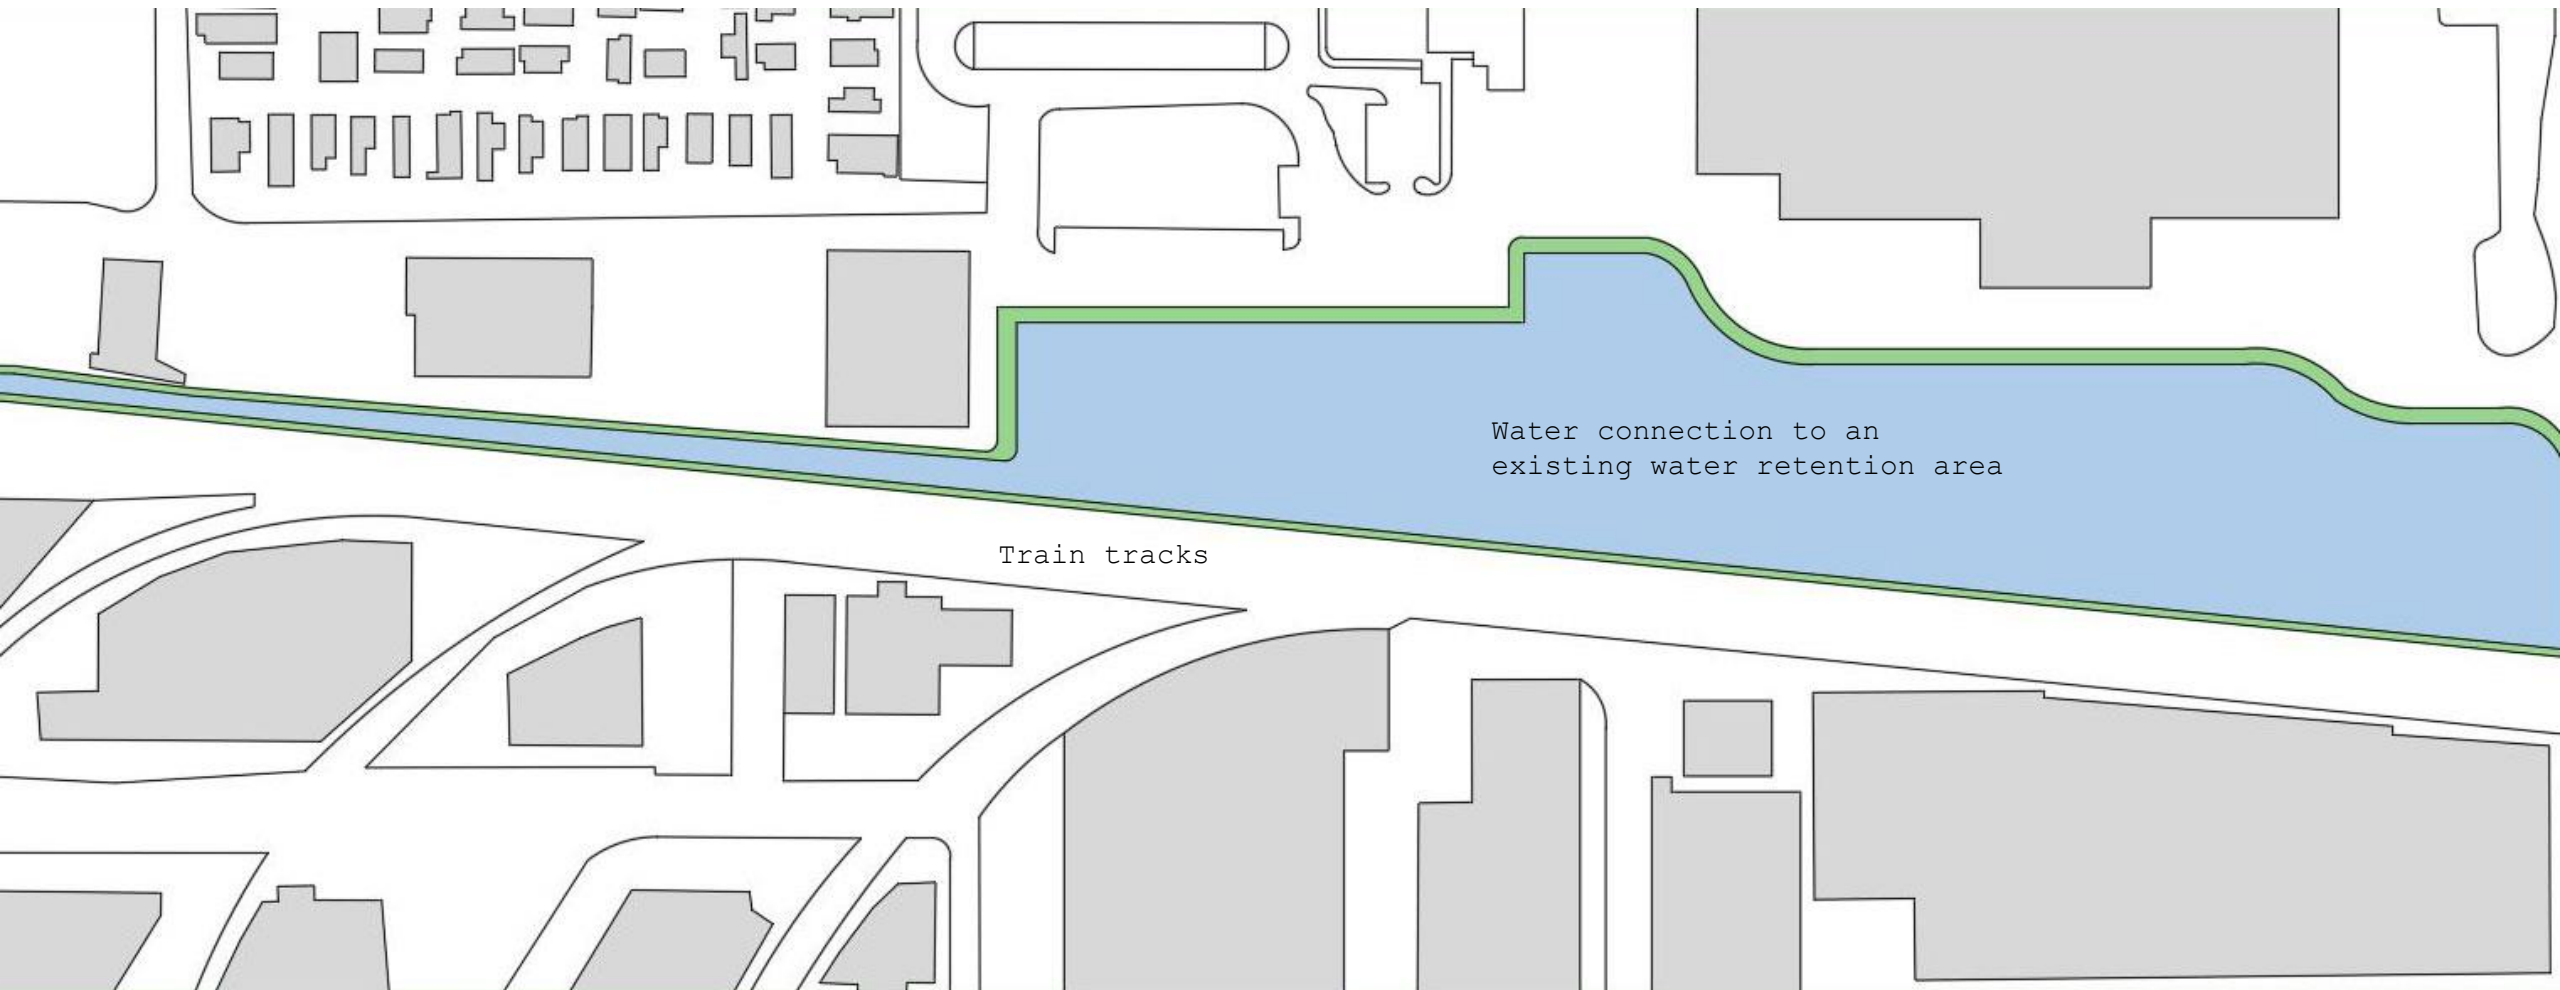 Water connection to an
existing water retention area
Train tracks